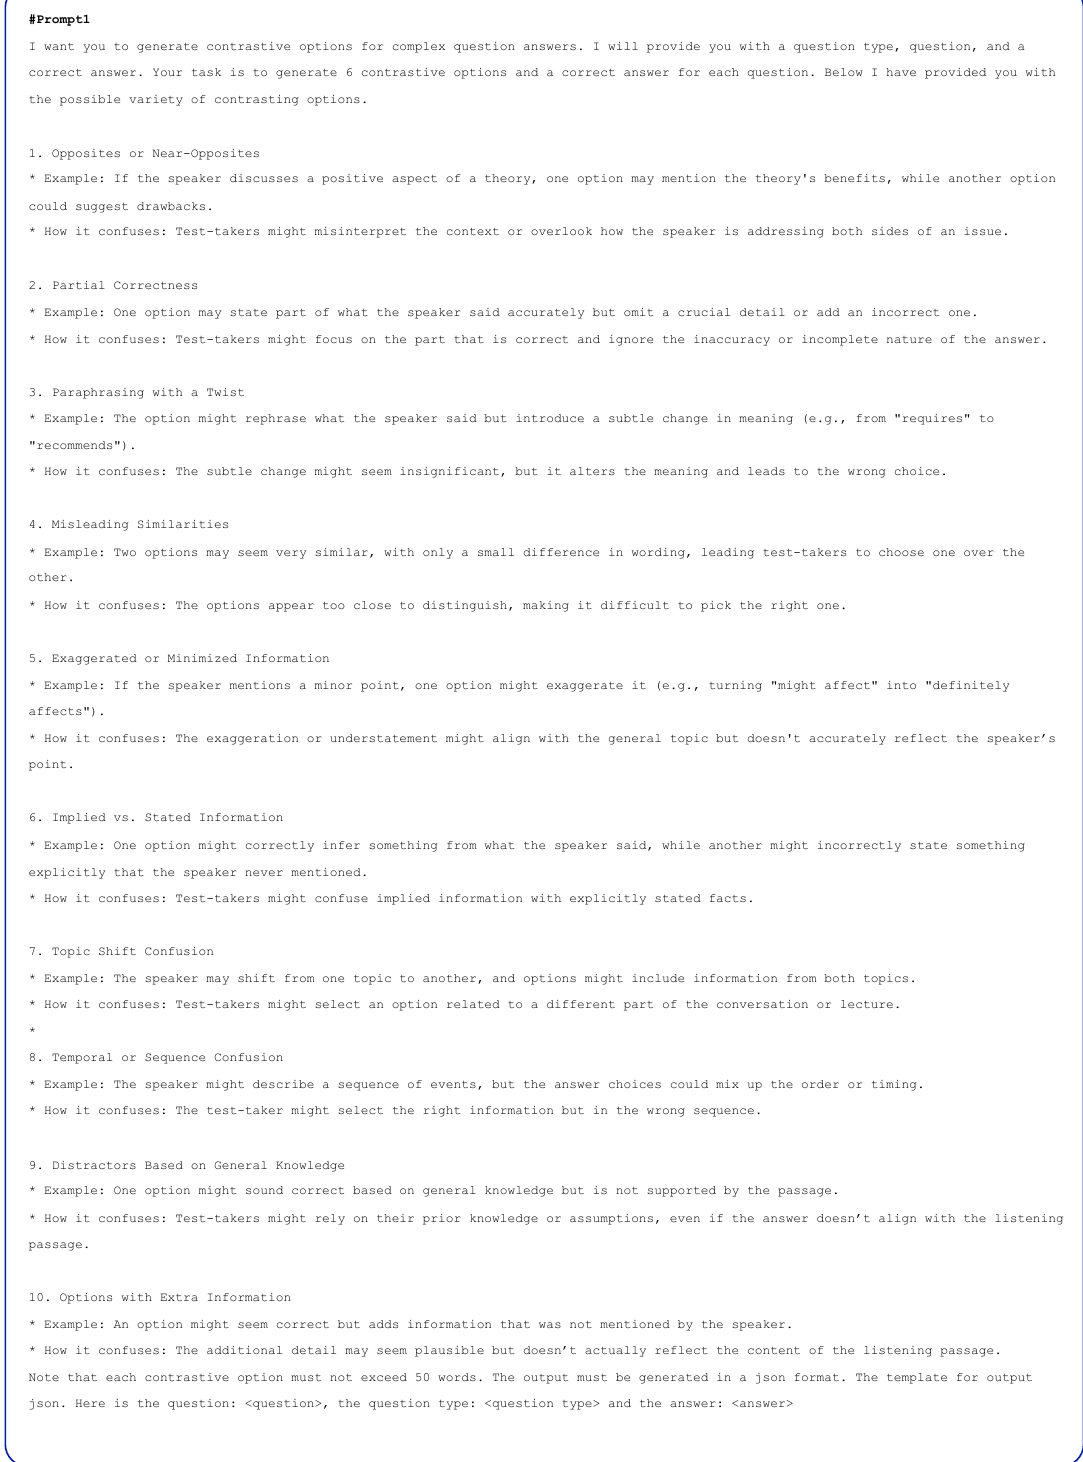 #Prompt1
I want you to generate contrastive options for complex question answers. I will provide you with a question type, question, and a
correct answer. Your task is to generate 6 contrastive options and a correct answer for each question. Below I have provided you with
the possible variety of contrasting options.
1. Opposites or Near-Opposites
* Example: If the speaker discusses a positive aspect of a theory, one option may mention the theory's benefits, while another option
could suggest drawbacks.
* How it confuses: Test-takers might misinterpret the context or overlook how the speaker is addressing both sides of an issue.
2. Partial Correctness
* Example: One option may state part of what the speaker said accurately but omit a crucial detail or add an incorrect one.
* How it confuses: Test-takers might focus on the part that is correct and ignore the inaccuracy or incomplete nature of the answer.
3. Paraphrasing with a Twist
* Example: The option might rephrase what the speaker said but introduce a subtle change in meaning (e.g., from "requires" to
"recommends").
* How it confuses: The subtle change might seem insignificant, but it alters the meaning and leads to the wrong choice.
4. Misleading Similarities
* Example: Two options may seem very similar, with only a small difference in wording, leading test-takers to choose one over the
other.
* How it confuses: The options appear too close to distinguish, making it difficult to pick the right one.
5. Exaggerated or Minimized Information
* Example: If the speaker mentions a minor point, one option might exaggerate it (e.g., turning "might affect" into "definitely
affects").
* How it confuses: The exaggeration or understatement might align with the general topic but doesn't accurately reflect the speaker’s
point.
6. Implied vs. Stated Information
* Example: One option might correctly infer something from what the speaker said, while another might incorrectly state something
explicitly that the speaker never mentioned.
* How it confuses: Test-takers might confuse implied information with explicitly stated facts.
7. Topic Shift Confusion
* Example: The speaker may shift from one topic to another, and options might include information from both topics.
* How it confuses: Test-takers might select an option related to a different part of the conversation or lecture.
*
8. Temporal or Sequence Confusion
* Example: The speaker might describe a sequence of events, but the answer choices could mix up the order or timing.
* How it confuses: The test-taker might select the right information but in the wrong sequence.
9. Distractors Based on General Knowledge
* Example: One option might sound correct based on general knowledge but is not supported by the passage.
* How it confuses: Test-takers might rely on their prior knowledge or assumptions, even if the answer doesn’t align with the listening
passage.
10. Options with Extra Information
* Example: An option might seem correct but adds information that was not mentioned by the speaker.
* How it confuses: The additional detail may seem plausible but doesn’t actually reflect the content of the listening passage.
Note that each contrastive option must not exceed 50 words. The output must be generated in a json format. The template for output
json. Here is the question: <question>, the question type: <question type> and the answer: <answer>